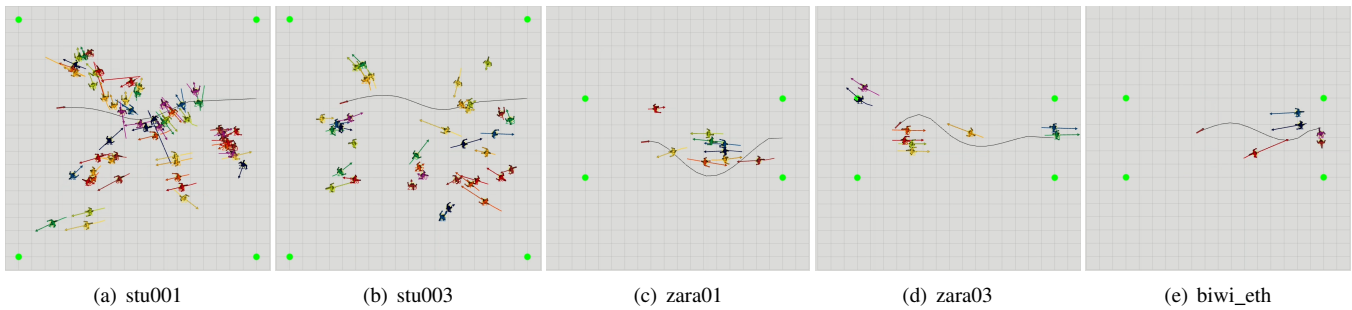 (a) stu001
(b) stu003
(c) zara01
(d) zara03
(e) biwi_eth